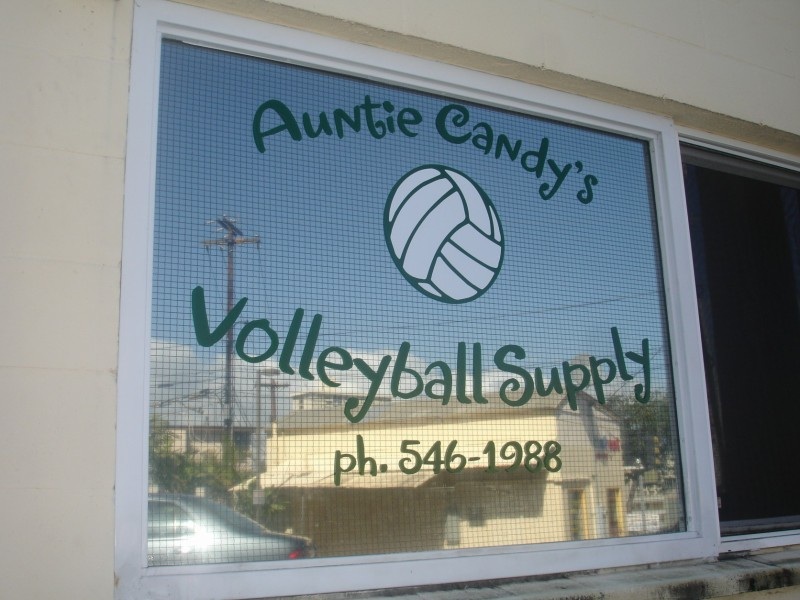 Auntie Candy's
Volleyball Supply
ph. 546-1988